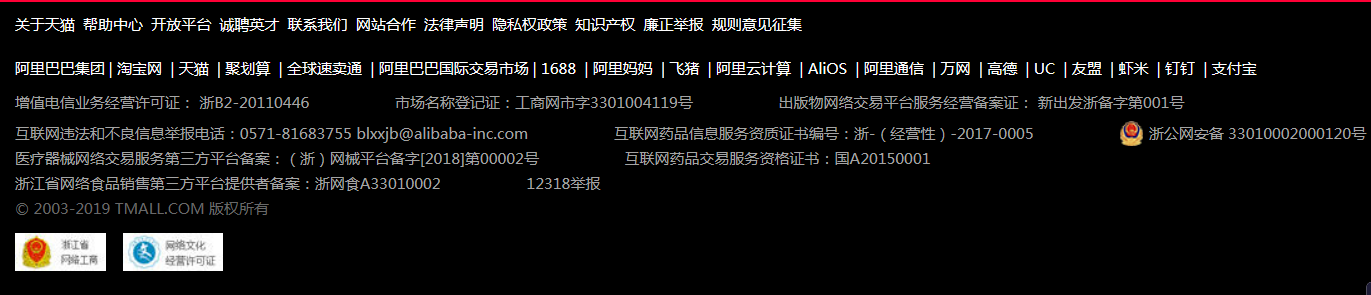 关于天猫 帮助中心 开放平台 诚聘英才 联系我们 网站合作 法律声明 隐私权政策 知识产权 廉正举报 规则意见征集
阿里巴巴集团 | 淘宝网 | 天猫 | 聚划算 | 全球速卖通 | 阿里巴巴国际交易市场 | 1688 | 阿里妈妈 | 飞猪 | 阿里云计算 | AliOS | 阿里通信 | 万网 | 高德 | UC | 友盟 | 虾米 | 钉钉 | 支付宝
增值电信业务经营许可证： 浙B2-20110446 市场名称登记证：工商网市字3301004119号 出版物网络交易平台服务经营备案证： 新出发浙备字第001号
互联网违法和不良信息举报电话：0571-81683755 blxxjb@alibaba-inc.com 互联网药品信息服务资质证书编号：浙-（经营性）-2017-0005 浙公网安备 33010002000120号
医疗器械网络交易服务第三方平台备案：（浙）网械平台备字[2018]第00002号 互联网药品交易服务资格证书：国A20150001
浙江省网络食品销售第三方平台提供者备案：浙网食A33010002 12318举报
© 2003-2019 TMALL.COM 版权所有
浙江省 网络文化
网络工商 经营许可证